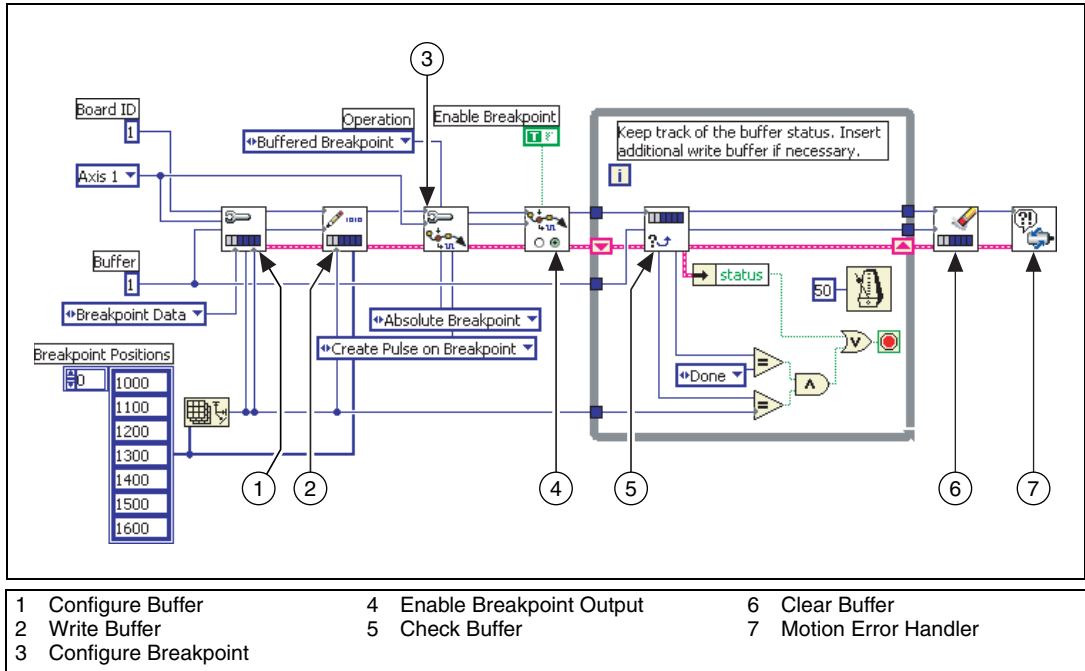 3
Board ID
1
Operation
Enable Breakpoint
Buffered Breakpoint
T F
Keep track of the buffer status. Insert
additional write buffer if necessary.
i
Axis 1
Buffer
1
Breakpoint Data
Absolute Breakpoint
Create Pulse on Breakpoint
status
50
Done
Breakpoint Positions
0
1000
1100
1200
1300
1400
1500
1600
1
2
4
5
6
7
1 Configure Buffer
2 Write Buffer
3 Configure Breakpoint
4 Enable Breakpoint Output
5 Check Buffer
6 Clear Buffer
7 Motion Error Handler